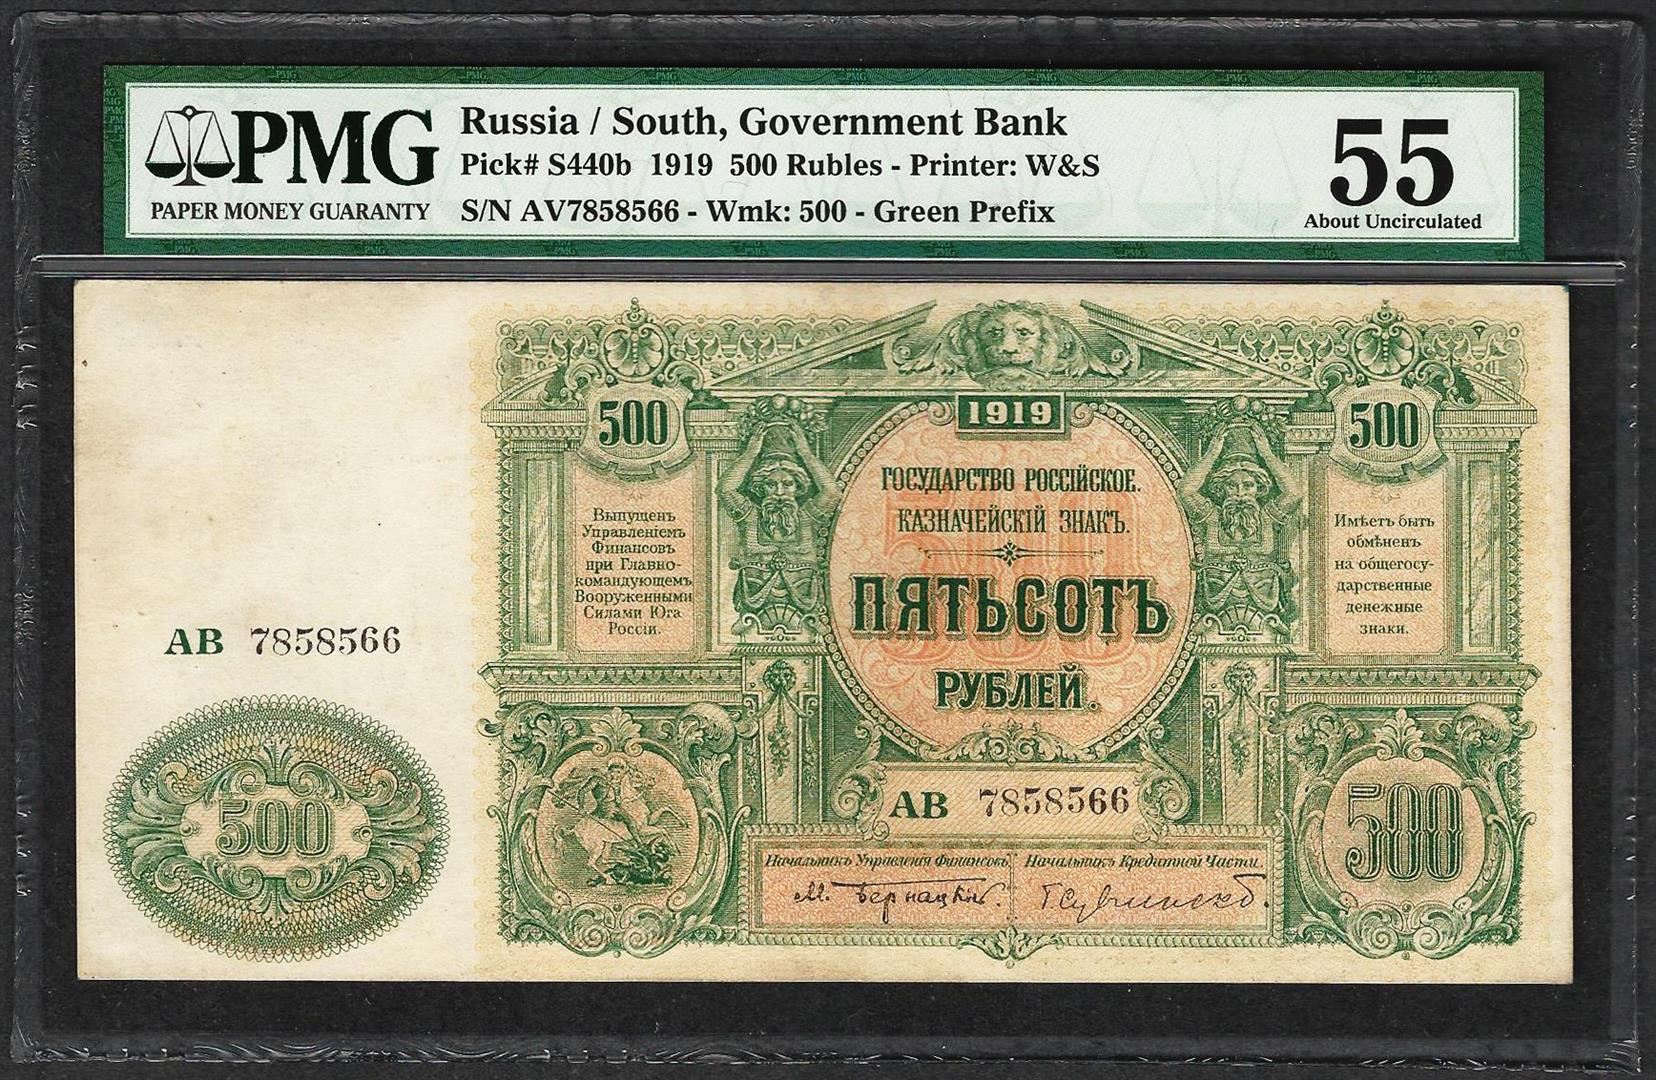 PMG
PAPER MONEY GUARANTY
Russia / South, Government Bank
Pick# S440b 1919 500 Rubles - Printer: W&S
S/N AV7858566 - Wmk: 500 - Green Prefix
55
About Uncirculated
1919
500
500
ГОСУДАРСТВО РОССІЙСКОЕ.
КАЗНАЧЕЙСКІЙ ЗНАКЪ.
500
ПЯТЬСОТЪ
РУБЛЕЙ.
Выпущенъ
Управленіемъ
Финансовъ
при Главно-
командующемъ
Вооруженными
Силами Юга
Россіи.
Имѣетъ быть
обмѣненъ
на общегосу-
дарственные
денежные
знаки.
АВ 7858566
500
АВ 7858566
500
Начальникъ Управленія Финансовъ
Начальникъ Кредитной Части.
М. Бернацкій.